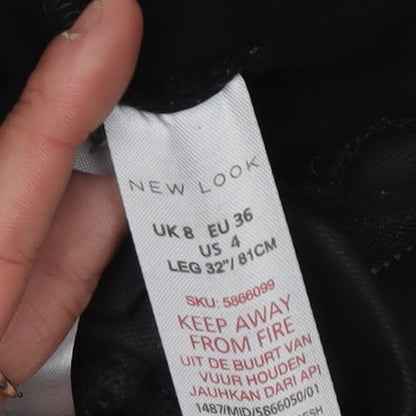 NEW LOOK
UK 8 EU 36
US 4
LEG 32"/81CM
SKU: 5866099
KEEP AWAY
FROM FIRE
UIT DE BUURT VAN
VUUR HOUDEN
JAUHKAN DARI API
1487/MID/5866050/01